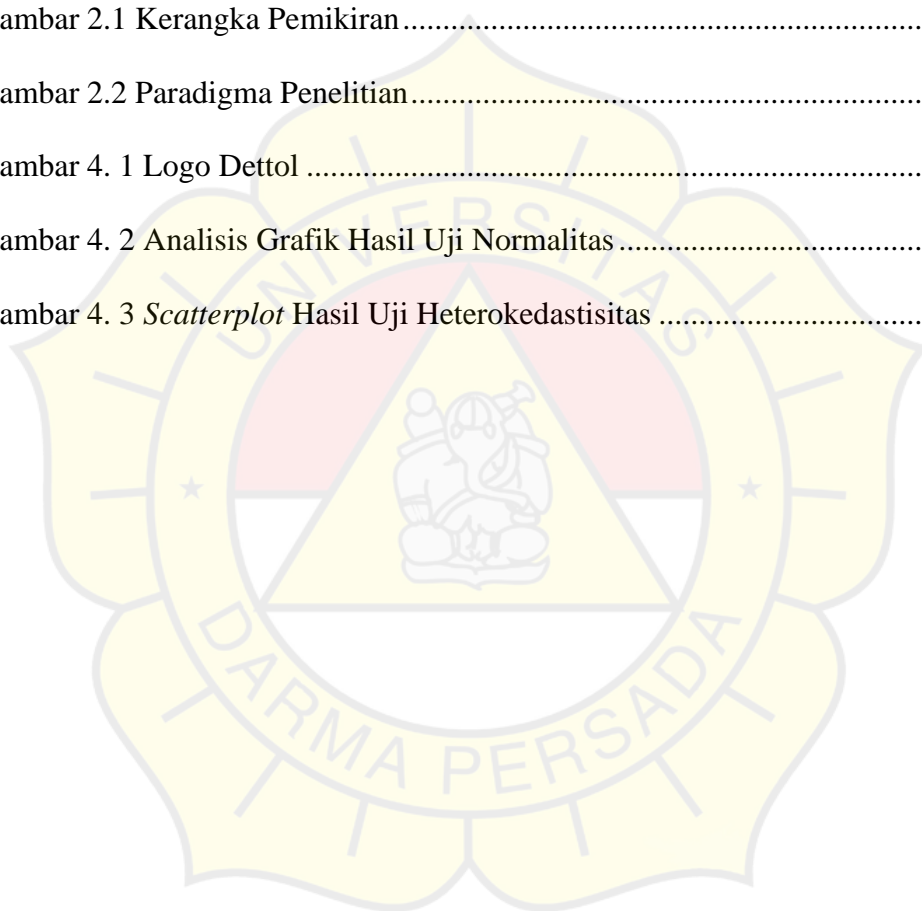 ambar 2.1 Kerangka Pemikiran................................................................
ambar 2.2 Paradigma Penelitian...............................................................
ambar 4. 1 Logo Dettol ............................................................................
ambar 4. 2 Analisis Grafik Hasil Uji Normalitas......................................
ambar 4. 3 Scatterplot Hasil Uji Heterokedastisitas .................................
UNIVERSITAS
DARMA PERSADA